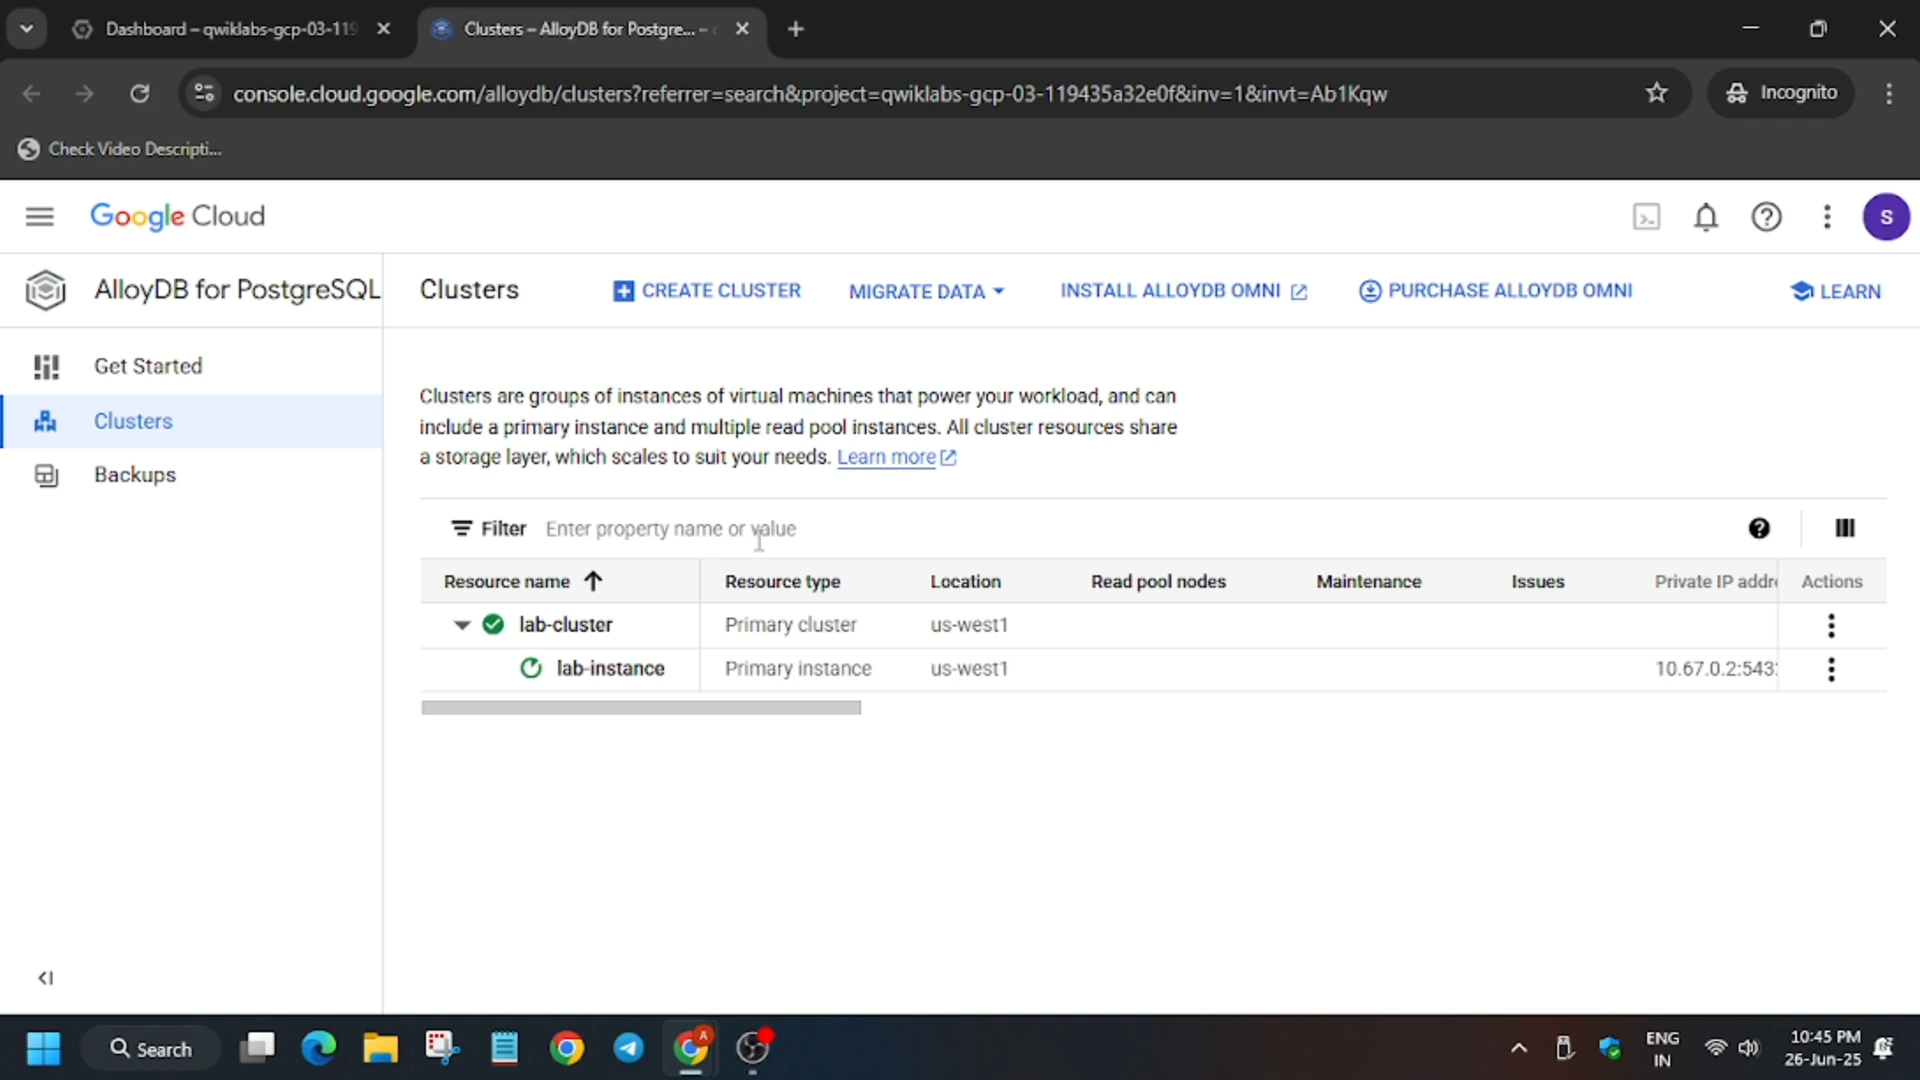 Dashboard – qwiklabs-gcp-03-119
Clusters – AlloyDB for Postgre... –
console.cloud.google.com/alloydb/clusters?referrer=search&project=qwiklabs-gcp-03-119435a32e0f&inv=1&invt=Ab1Kqw
Incognito
Check Video Descripti...
Google Cloud
S
AlloyDB for PostgreSQL
Clusters
CREATE CLUSTER
MIGRATE DATA
INSTALL ALLOYDB OMNI
PURCHASE ALLOYDB OMNI
LEARN
Get Started
Clusters
Backups
Clusters are groups of instances of virtual machines that power your workload, and can
include a primary instance and multiple read pool instances. All cluster resources share
a storage layer, which scales to suit your needs. Learn more
Filter Enter property name or value
Resource name Resource type Location Read pool nodes Maintenance Issues Private IP addre Actions
lab-cluster Primary cluster us-west1
lab-instance Primary instance us-west1 10.67.0.2:543
Search
ENG
IN
10:45 PM
26-Jun-25